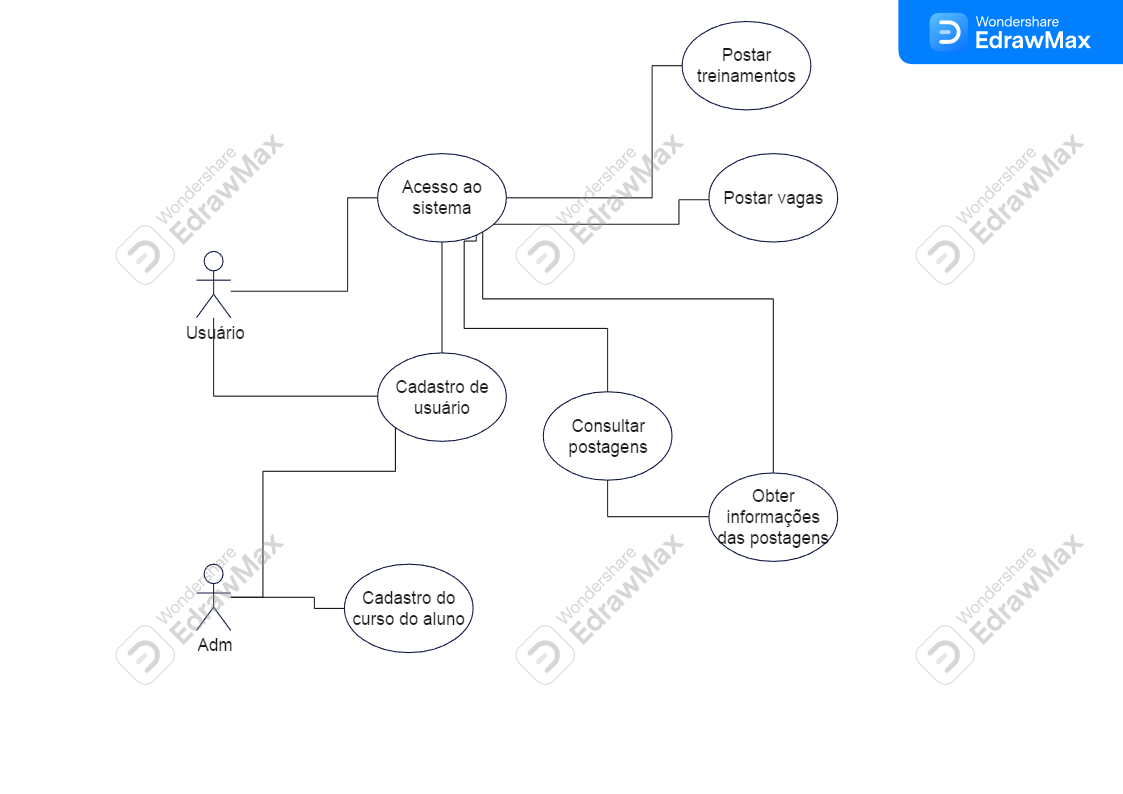 Wondershare
EdrawMax
Postar
treinamentos
Wondershare
EdrawMax
Wondershare
EdrawMax
Wondershare
EdrawMax
Acesso ao
sistema
Postar vagas
Usuário
Cadastro de
usuário
Consultar
postagens
Obter
informações
das postagens
Wondershare
EdrawMax
Wondershare
EdrawMax
Wondershare
EdrawMax
Cadastro do
curso do aluno
Adm